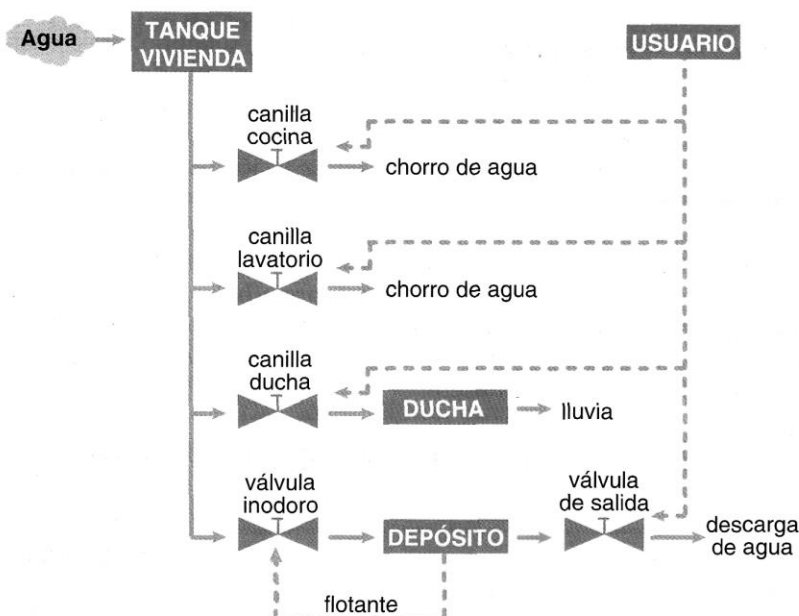 Agua
TANQUE
VIVIENDA
USUARIO
canilla
cocina
chorro de agua
canilla
lavatorio
chorro de agua
canilla
ducha
DUCHA
lluvia
válvula
inodoro
DEPÓSITO
válvula
de salida
descarga
de agua
flotante